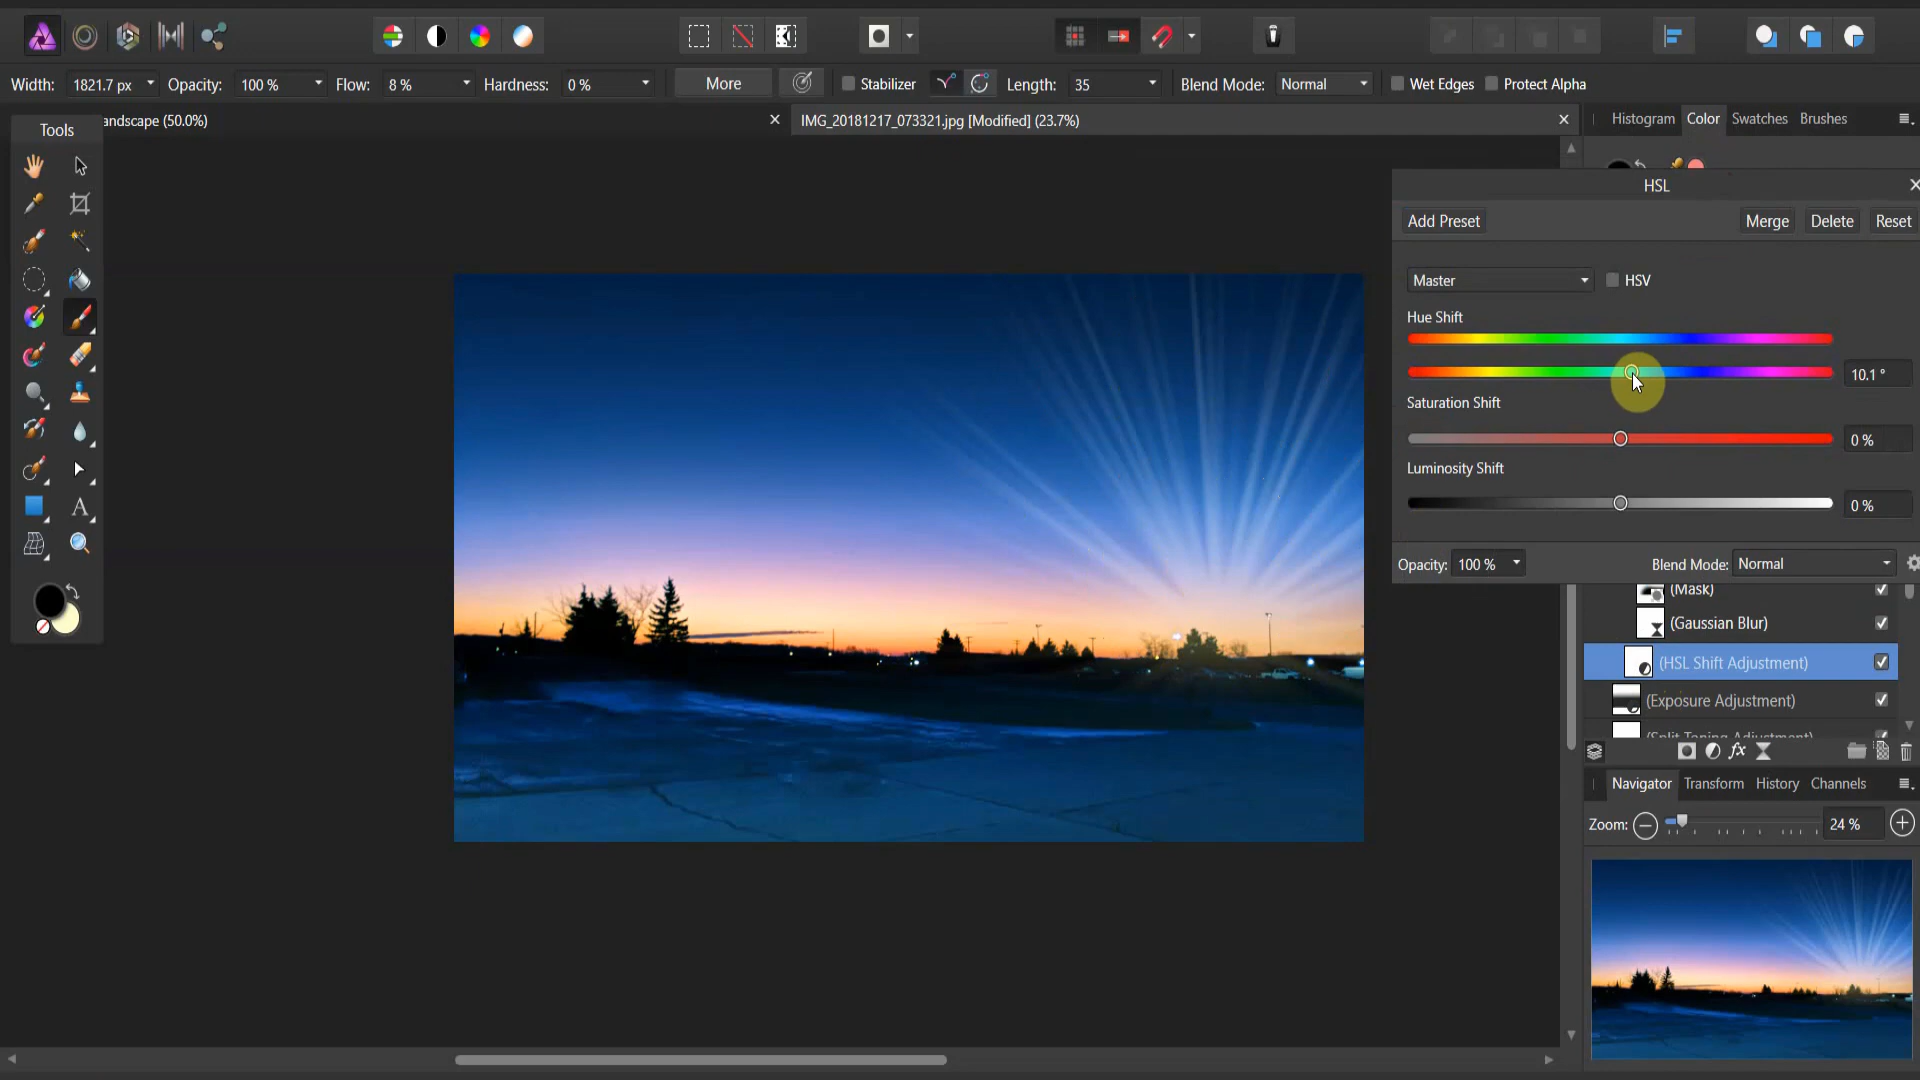 Width: 1821.7 px Opacity: 100 % Flow: 8 % Hardness: 0 % More Stabilizer Length: 35 Blend Mode: Normal Wet Edges Protect Alpha
andscape (50.0%) IMG_20181217_073321.jpg [Modified] (23.7%)
Histogram Color Swatches Brushes
Tools
HSL
Add Preset Merge Delete Reset
Master HSV
Hue Shift
10.1 °
Saturation Shift
0 %
Luminosity Shift
0 %
Opacity: 100 % Blend Mode: Normal
(Mask)
(Gaussian Blur)
(HSL Shift Adjustment)
(Exposure Adjustment)
(Split Toning Adjustment)
Navigator Transform History Channels
Zoom: 24 %